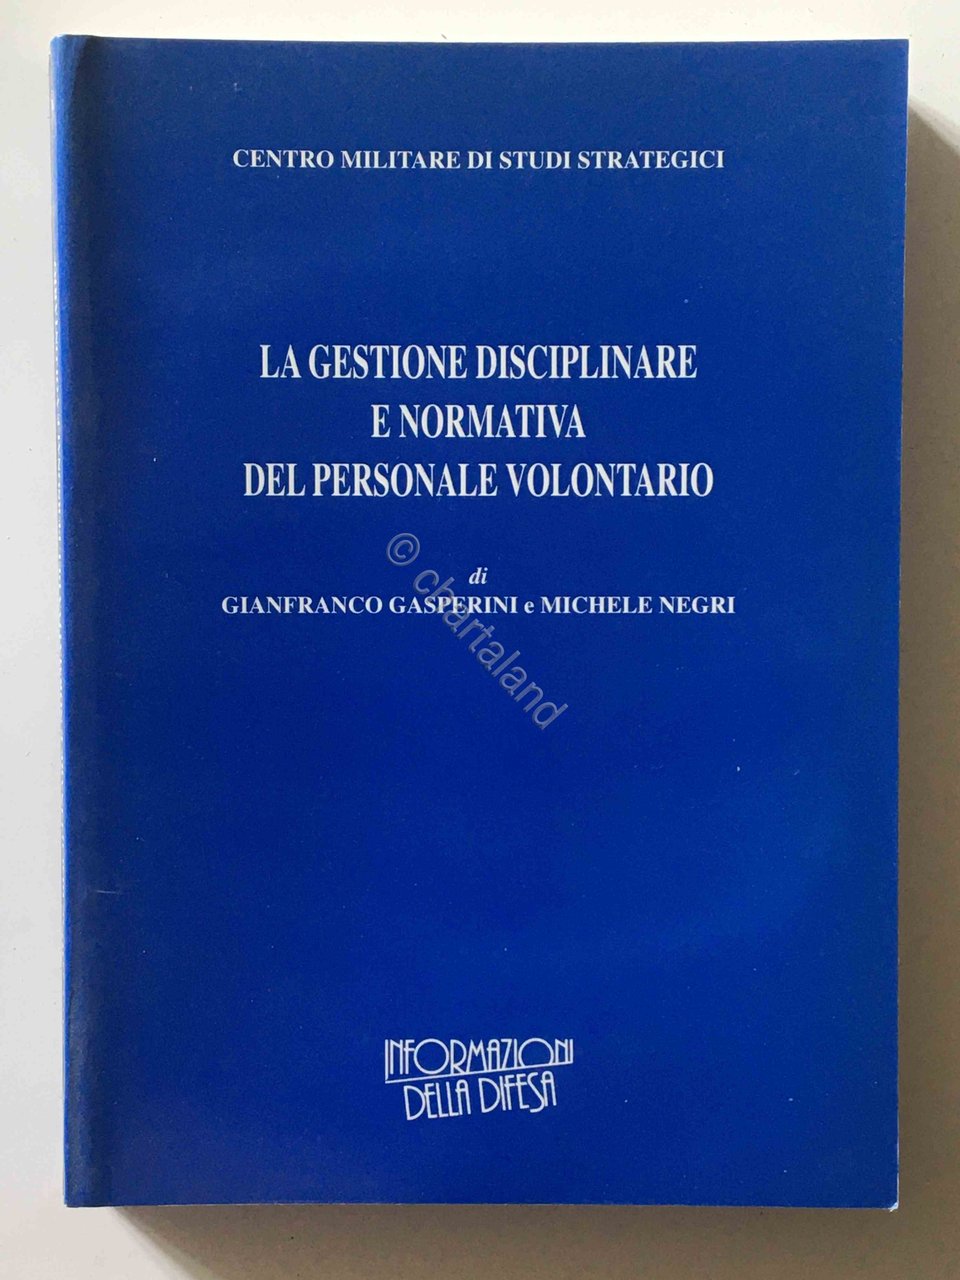 CENTRO MILITARE DI STUDI STRATEGICI
LA GESTIONE DISCIPLINARE
E NORMATIVA
DEL PERSONALE VOLONTARIO
di
GIANFRANCO GASPERINI e MICHELE NEGRI
© chartaland
INFORMAZIONI
DELLA DIFESA